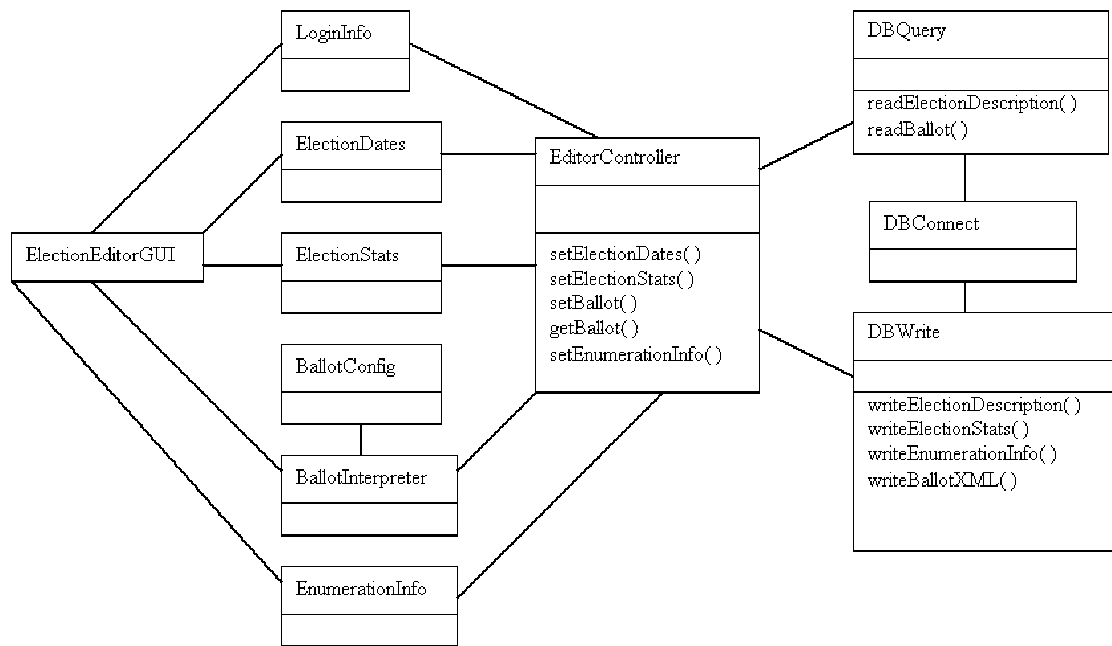 LoginInfo
ElectionDates
ElectionEditorGUI
ElectionStats
BallotConfig
BallotInterpreter
EnumerationInfo
EditorController
setElectionDates( )
setElectionStats( )
setBallot( )
getBallot( )
setEnumerationInfo( )
DBQuery
readElectionDescription( )
readBallot( )
DBConnect
DBWrite
writeElectionDescription( )
writeElectionStats( )
writeEnumerationInfo( )
writeBallotXML( )